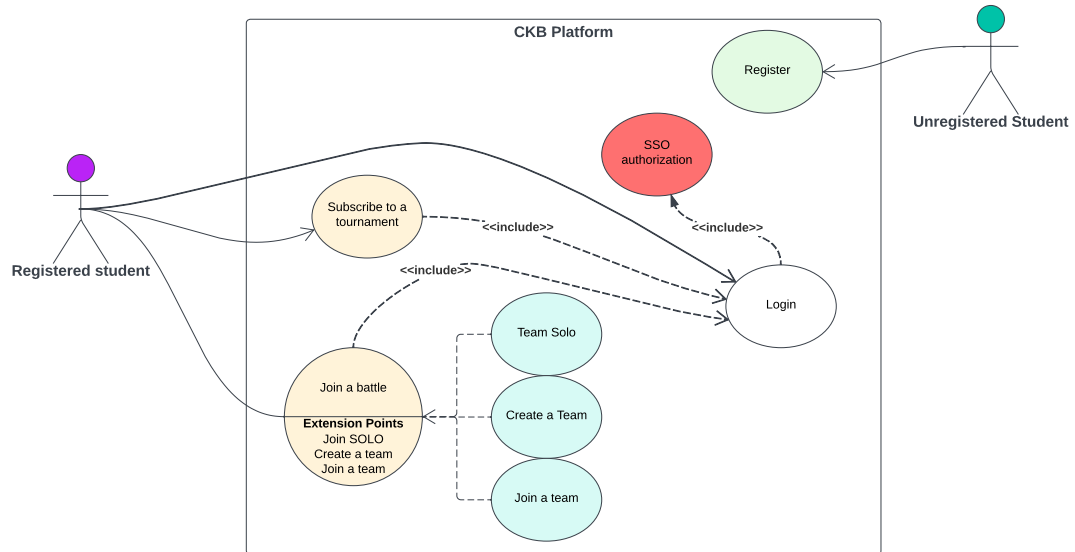 CKB Platform
Register
Unregistered Student
SSO
authorization
Registered student
Subscribe to a
tournament
<<include>>
<<include>>
<<include>>
Login
Team Solo
Join a battle
Extension Points
Join SOLO
Create a team
Join a team
Create a Team
Join a team